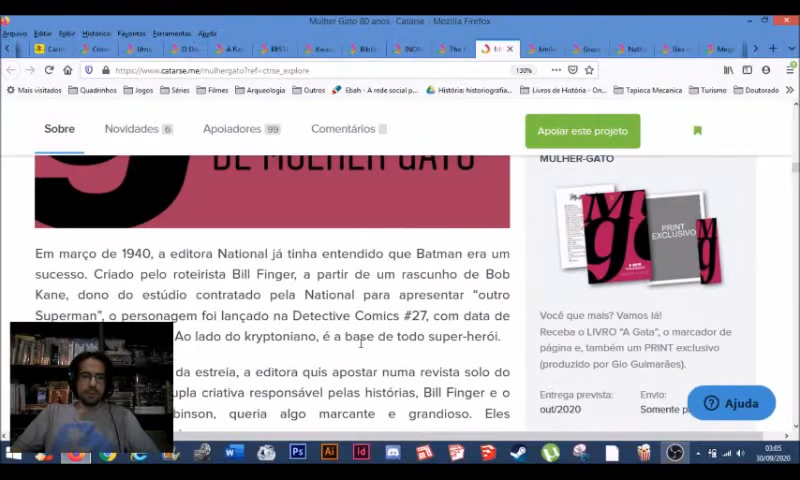 Mulher Gato 80 anos · Catarse - Mozilla Firefox
Arquivo Editar Exibir Histórico Favoritos Ferramentas Ajuda
https://www.catarse.me/mulhergato?ref=ctrse_explore
130%
Mais visitados Quadrinhos Jogos Séries Filmes Arqueologia Outros Ebah - A rede social p... História: historiografia... Livros de História - On... Tapioca Mecanica Turismo Doutorado
Sobre Novidades 6 Apoiadores 99 Comentários
Apoiar este projeto
DE MULHER GATO
MULHER-GATO
PRINT
EXCLUSIVO
Em março de 1940, a editora National já tinha entendido que Batman era um
sucesso. Criado pelo roteirista Bill Finger, a partir de um rascunho de Bob
Kane, dono do estúdio contratado pela National para apresentar “outro
Superman”, o personagem foi lançado na Detective Comics #27, com data de
Ao lado do kryptoniano, é a base de todo super-herói.
da estreia, a editora quis apostar numa revista solo do
upla criativa responsável pelas histórias, Bill Finger e o
binson, queria algo marcante e grandioso. Eles
Você que mais? Vamos lá!
Receba o LIVRO “A Gata”, o marcador de
página e, também um PRINT exclusivo
(produzido por Gio Guimarães).
Entrega prevista: Envio:
out/2020 Somente p
Ajuda
03:05
30/09/2020